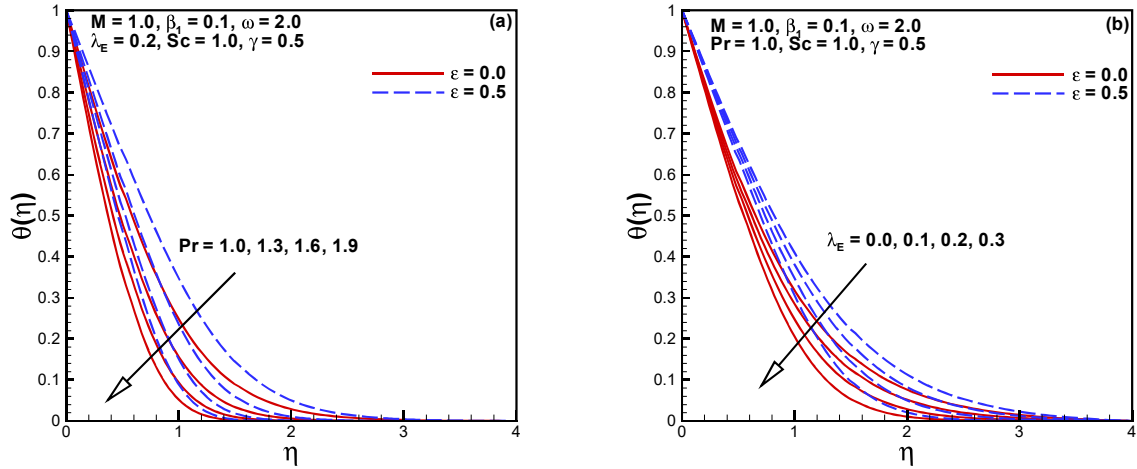 (a)
M = 1.0, β₁ = 0.1, ω = 2.0
λ_E = 0.2, Sc = 1.0, γ = 0.5
ε = 0.0
ε = 0.5
Pr = 1.0, 1.3, 1.6, 1.9
θ(η)
1
0.9
0.8
0.7
0.6
0.5
0.4
0.3
0.2
0.1
0
0 1 2 3 4
η
(b)
M = 1.0, β₁ = 0.1, ω = 2.0
Pr = 1.0, Sc = 1.0, γ = 0.5
ε = 0.0
ε = 0.5
λ_E = 0.0, 0.1, 0.2, 0.3
θ(η)
1
0.9
0.8
0.7
0.6
0.5
0.4
0.3
0.2
0.1
0
0 1 2 3 4
η